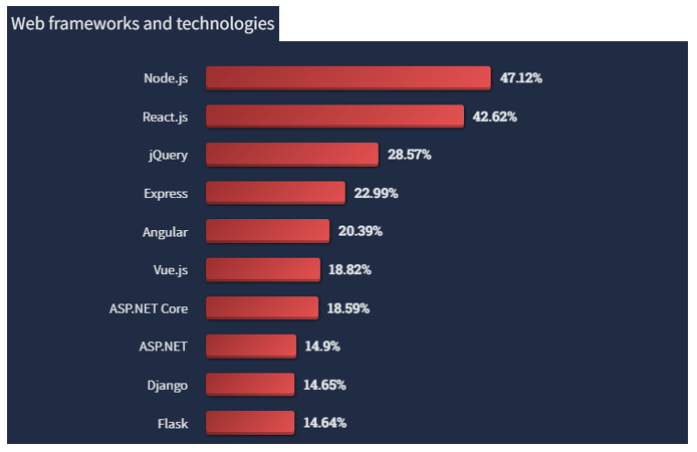 Web frameworks and technologies
Node.js 47.12%
React.js 42.62%
jQuery 28.57%
Express 22.99%
Angular 20.39%
Vue.js 18.82%
ASP.NET Core 18.59%
ASP.NET 14.9%
Django 14.65%
Flask 14.64%